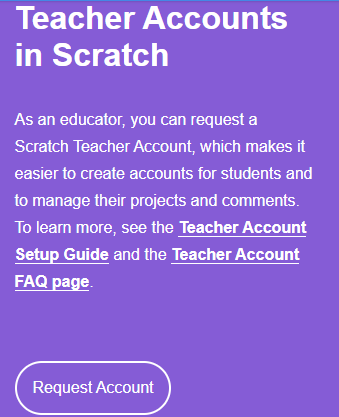 Teacher Accounts
in Scratch
As an educator, you can request a
Scratch Teacher Account, which makes it
easier to create accounts for students and
to manage their projects and comments.
To learn more, see the Teacher Account
Setup Guide and the Teacher Account
FAQ page.
Request Account